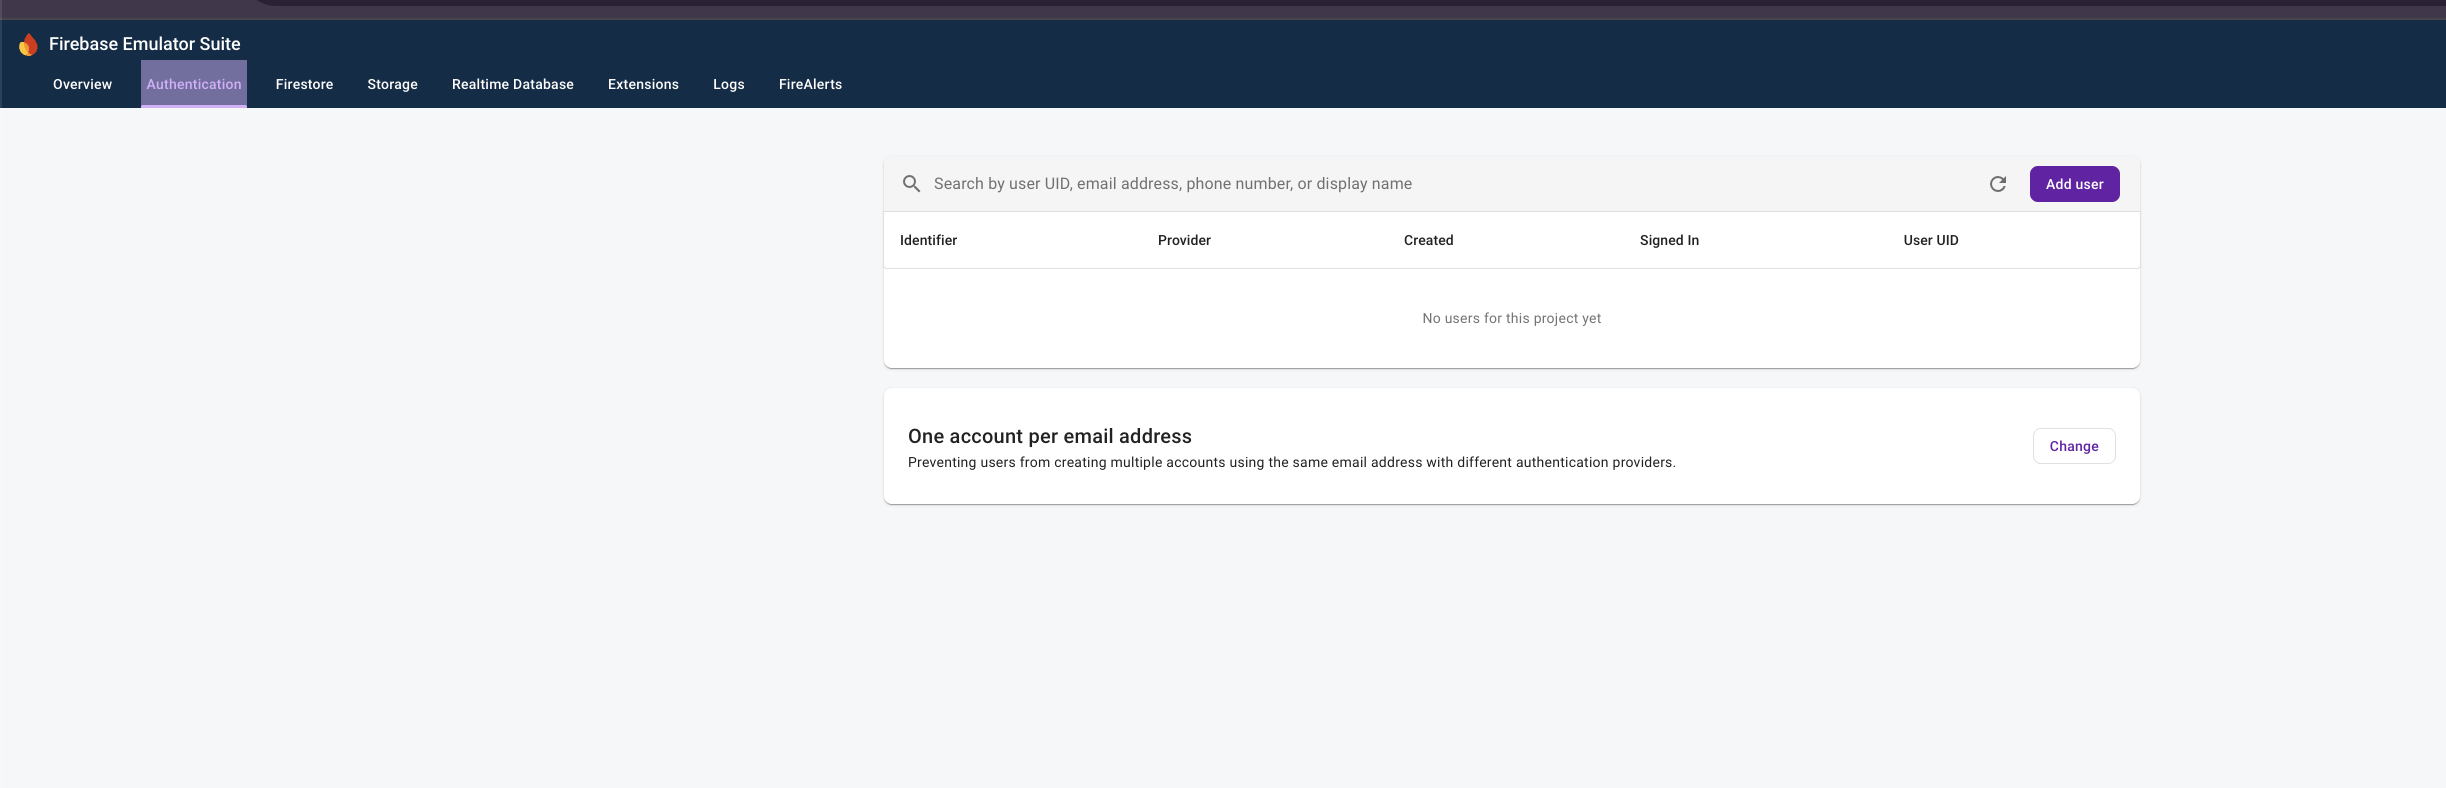 Firebase Emulator Suite
Overview Authentication Firestore Storage Realtime Database Extensions Logs FireAlerts
Search by user UID, email address, phone number, or display name Add user
Identifier Provider Created Signed In User UID
No users for this project yet
One account per email address
Preventing users from creating multiple accounts using the same email address with different authentication providers.
Change